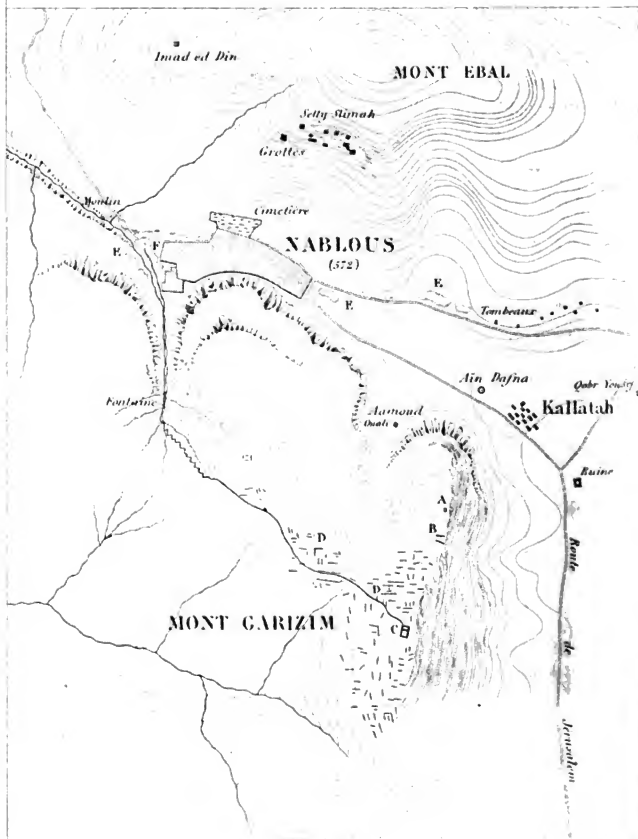 Imad ed Din
MONT EBAL
Setty Slimah
Grottes
Moulin
Cimetière
F
E
NABLOUS
(572)
E
E
Tombeaux
Aïn Dafna
Qabr Yousef
Kallatah
Fontaine
Aamoud
Ouali
Ruine
A
B
D
D
C
MONT GARIZIM
Route de Jerusalem